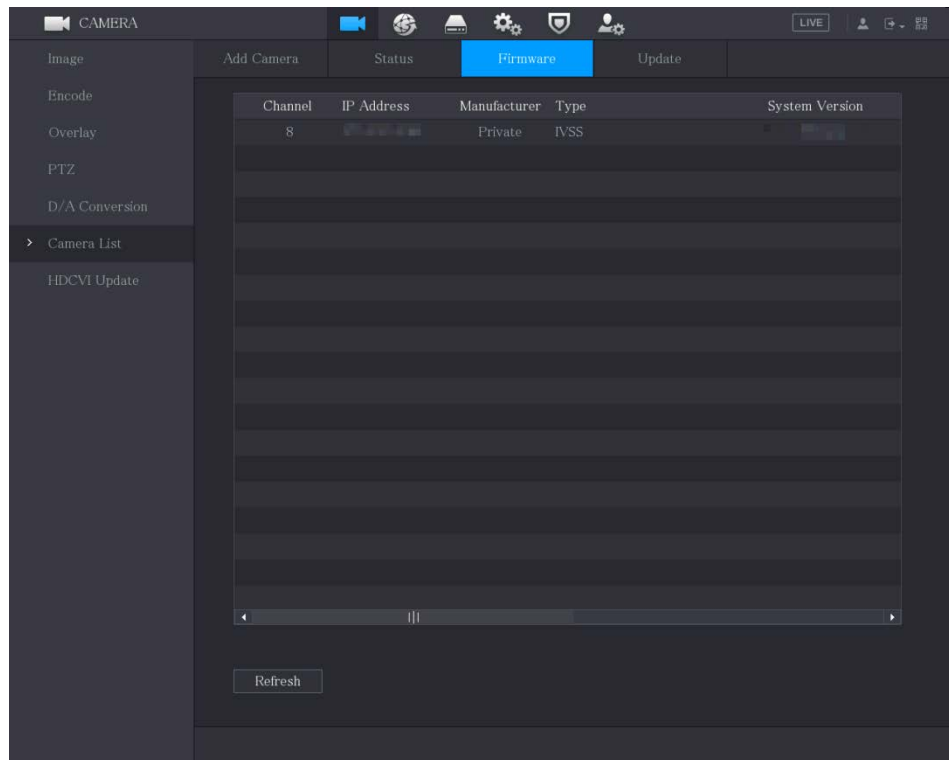 CAMERA
LIVE
Image
Encode
Overlay
PTZ
D/A Conversion
Camera List
HDCVI Update
Add Camera Status Firmware Update
Channel IP Address Manufacturer Type System Version
8 Private IVSS
Refresh